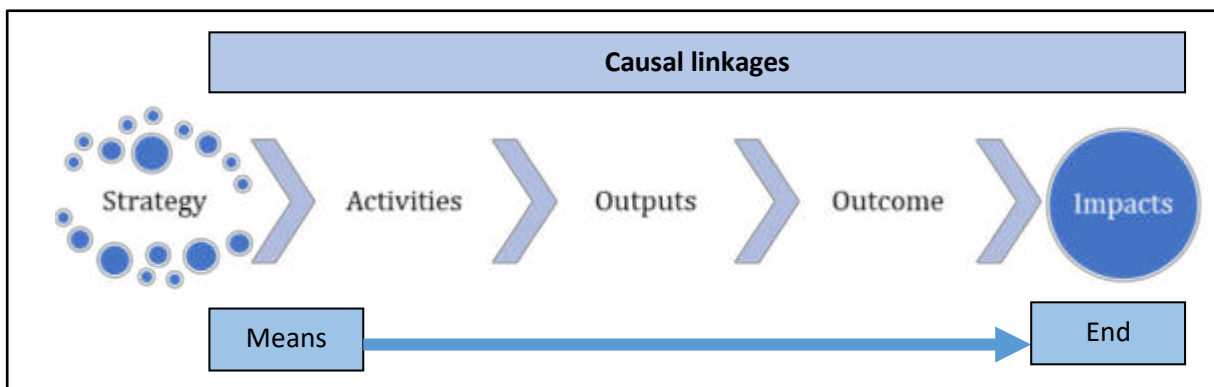 Causal linkages
Strategy
Activities
Outputs
Outcome
Impacts
Means
End